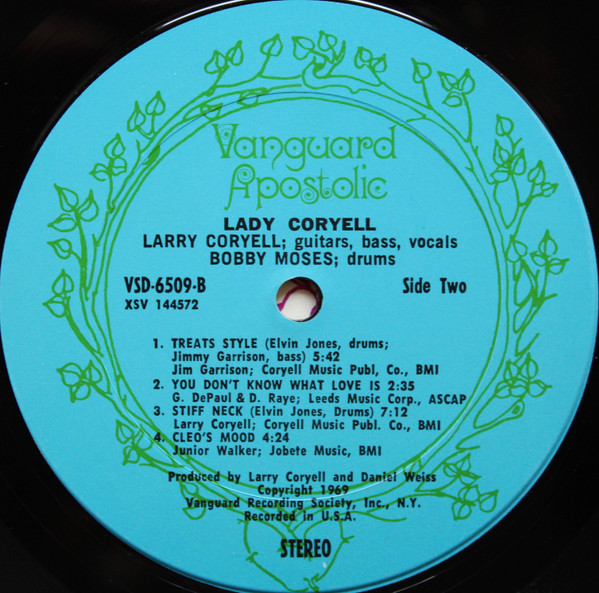 Vanguard
Apostolic
LADY CORYELL
LARRY CORYELL; guitars, bass, vocals
BOBBY MOSES; drums
VSD-6509-B Side Two
XSV 144572
1. TREATS STYLE (Elvin Jones, drums;
Jimmy Garrison, bass) 5:42
Jim Garrison; Coryell Music Publ, Co., BMI
2. YOU DON'T KNOW WHAT LOVE IS 2:35
G. DePaul & D. Raye; Leeds Music Corp., ASCAP
3. STIFF NECK (Elvin Jones, Drums) 7:12
Larry Coryell; Coryell Music Publ. Co., BMI
4. CLEO'S MOOD 4:24
Junior Walker; Jobete Music, BMI
Produced by Larry Coryell and Daniel Weiss
Copyright 1969
Vanguard Recording Society, Inc., N.Y.
Recorded in U.S.A.
STEREO